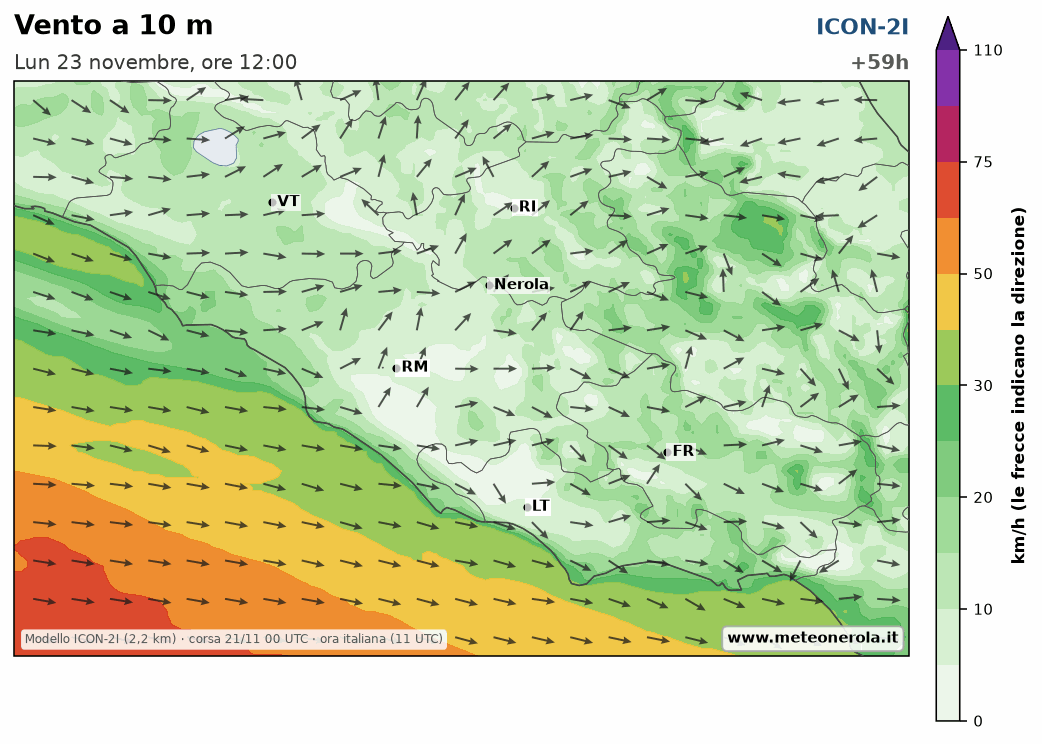 Vento a 10 m
ICON-2I
Lun 23 novembre, ore 12:00
+59h
110
75
50
30
20
10
0
km/h (le frecce indicano la direzione)
VT
RI
Nerola
RM
FR
LT
Modello ICON-2I (2,2 km) · corsa 21/11 00 UTC · ora italiana (11 UTC)
www.meteonerola.it